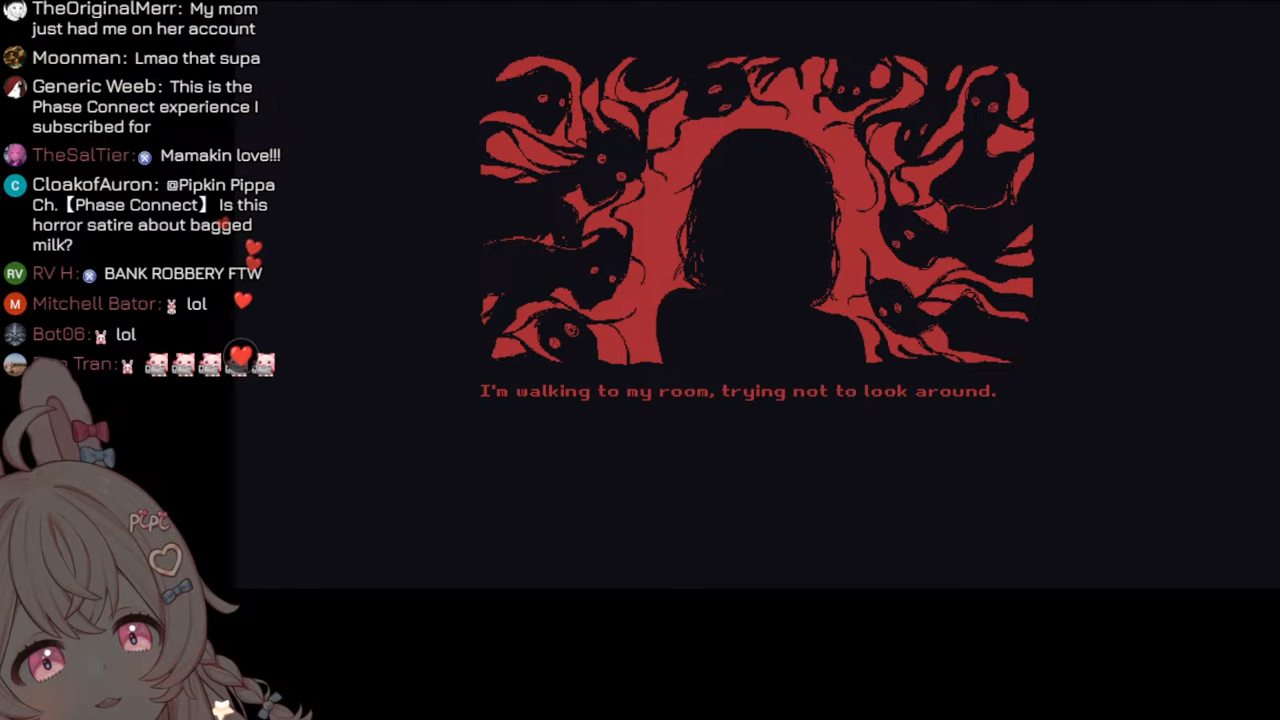 TheOriginalMerr: My mom
just had me on her account
Moonman: Lmao that supa
Generic Weeb: This is the
Phase Connect experience I
subscribed for
TheSalTier: Mamakin love!!!
CloakofAuron: @Pipkin Pippa
Ch.【Phase Connect】 Is this
horror satire about bagged
milk?
RV H: BANK ROBBERY FTW
Mitchell Bator: lol
Bot06: lol
Tran:
I'm walking to my room, trying not to look around.
PiPi